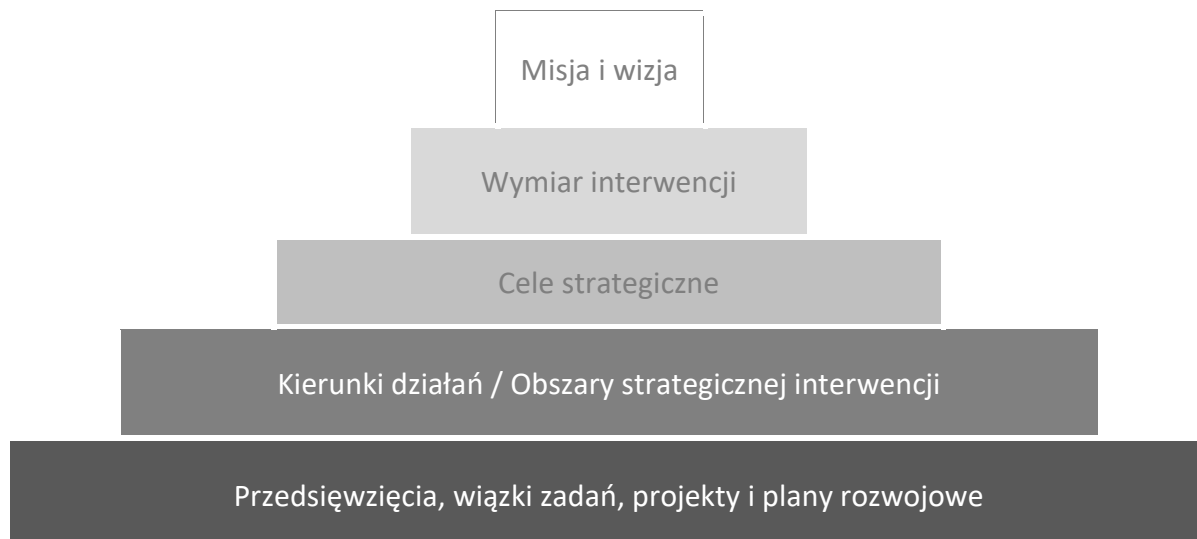 Misja i wizja
Wymiar interwencji
Cele strategiczne
Kierunki działań / Obszary strategicznej interwencji
Przedsięwzięcia, wiązki zadań, projekty i plany rozwojowe